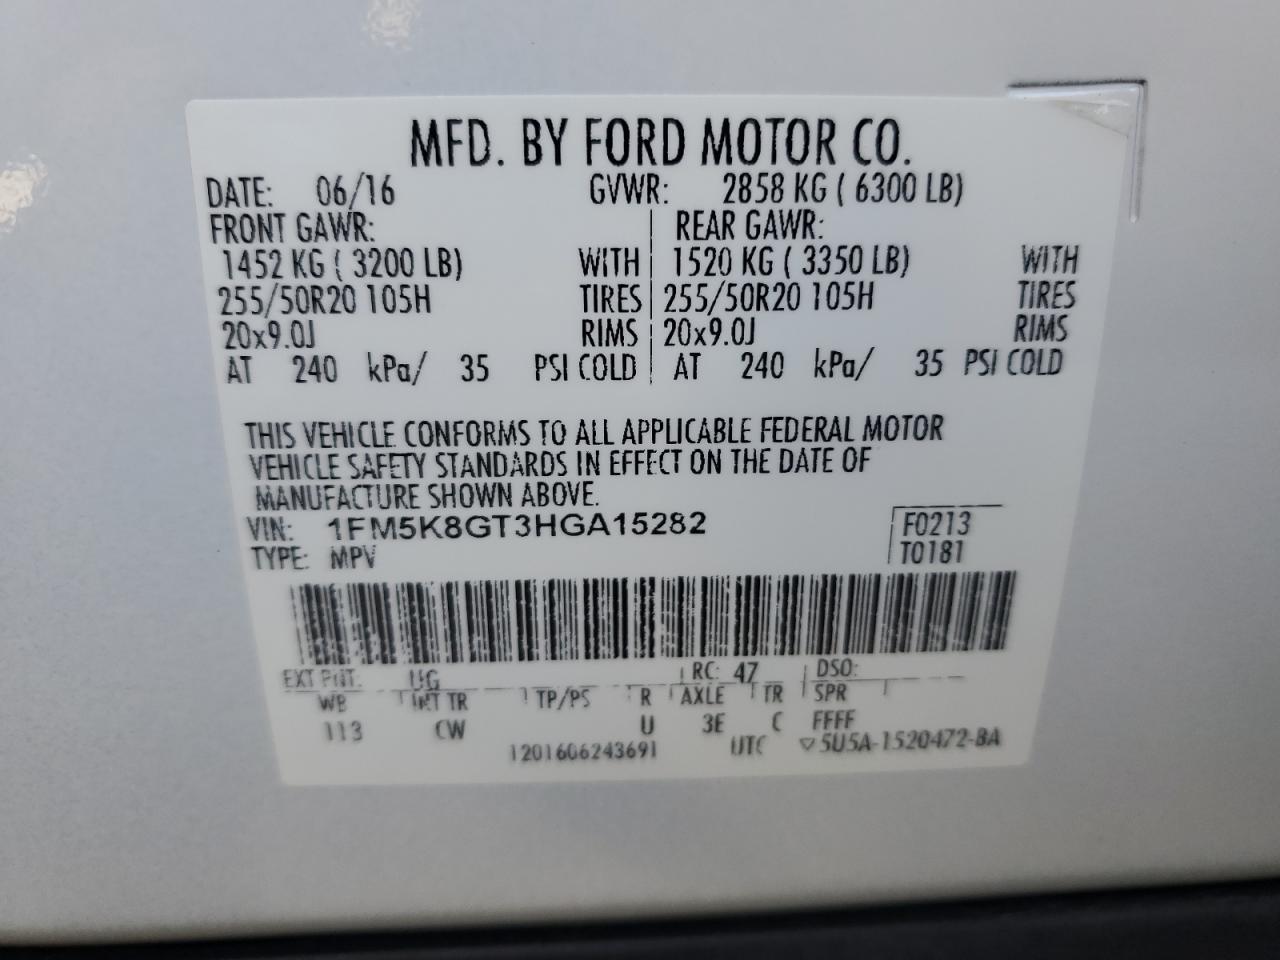 MFD. BY FORD MOTOR CO.
DATE: 06/16 GVWR: 2858 KG ( 6300 LB)
FRONT GAWR: REAR GAWR:
1452 KG ( 3200 LB) WITH 1520 KG ( 3350 LB) WITH
255/50R20 105H TIRES 255/50R20 105H TIRES
20x9.0J RIMS 20x9.0J RIMS
AT 240 kPa/ 35 PSI COLD AT 240 kPa/ 35 PSI COLD
THIS VEHICLE CONFORMS TO ALL APPLICABLE FEDERAL MOTOR
VEHICLE SAFETY STANDARDS IN EFFECT ON THE DATE OF
MANUFACTURE SHOWN ABOVE.
VIN: 1FM5K8GT3HGA15282 F0213
TYPE: MPV T0181
EXT PNT: UG RC: 47 DSO:
WB INT TR TP/PS R AXLE TR SPR
113 CW U 3E C FFFF
1201606243691 UTC ▽5U5A-1520472-BA